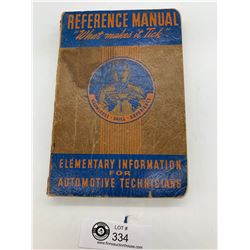 REFERENCE MANUAL
"What makes it Tick"
ELEMENTARY INFORMATION
FOR
AUTOMOTIVE TECHNICIANS
LOT #
334